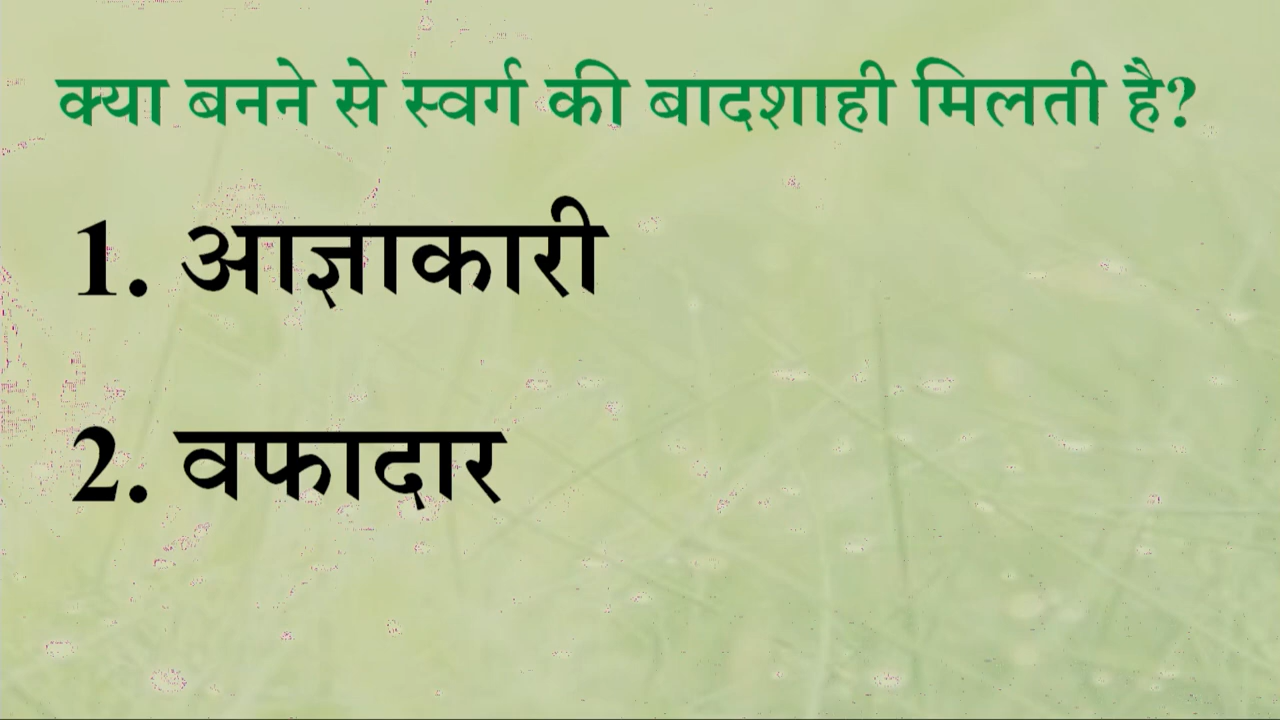 क्या बनने से स्वर्ग की बादशाही मिलती है?
1. आज्ञाकारी
2. वफादार